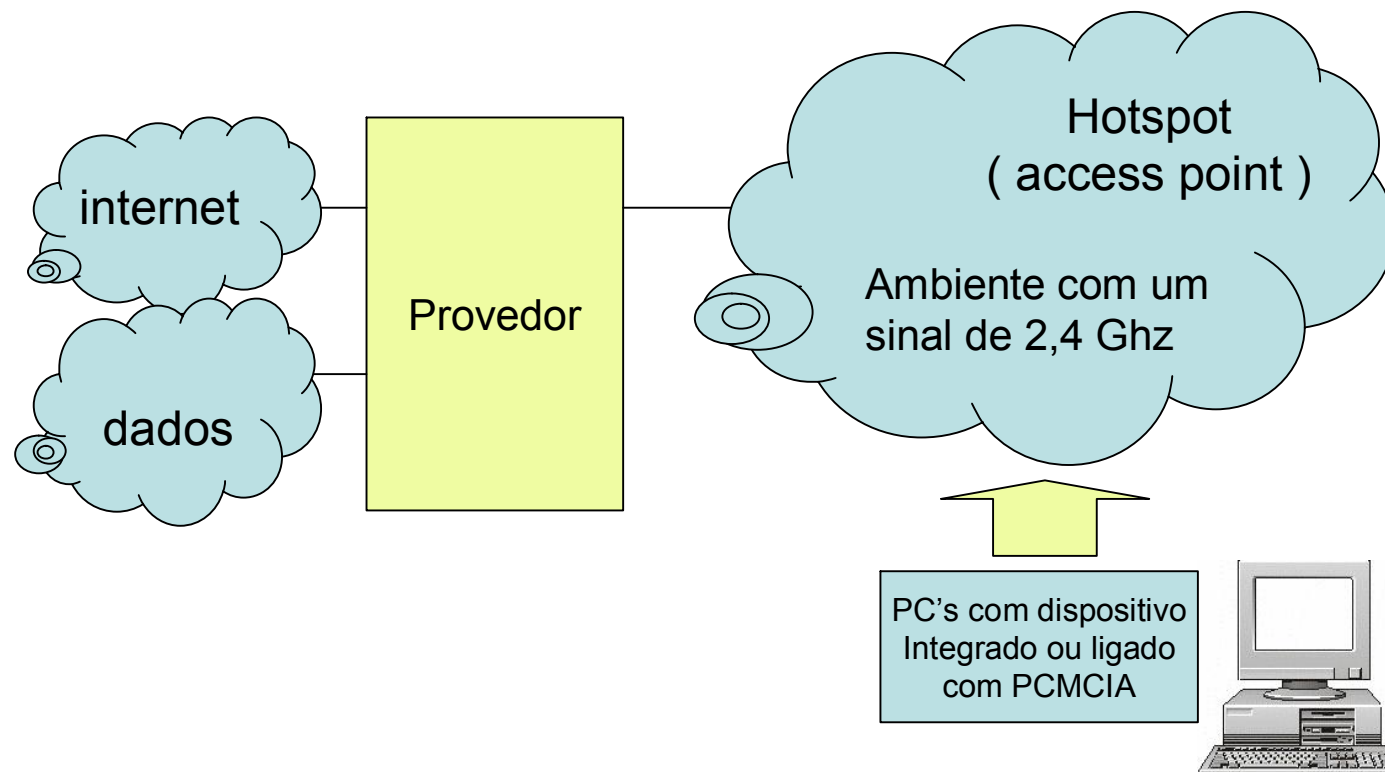 internet
dados
Provedor
Hotspot
( access point )
Ambiente com um
sinal de 2,4 Ghz
PC’s com dispositivo
Integrado ou ligado
com PCMCIA